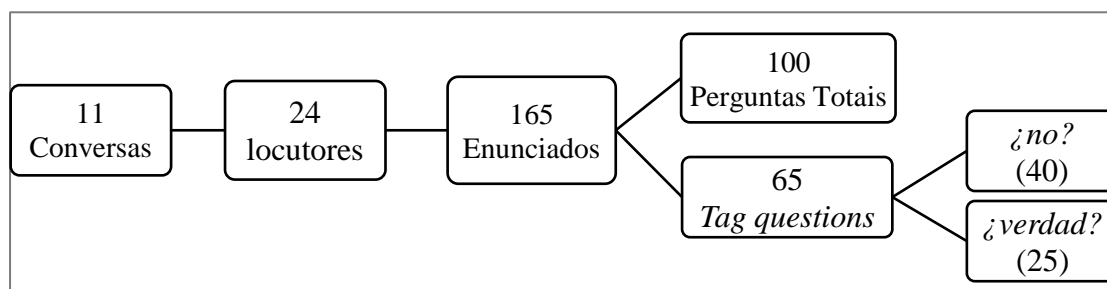 11
Conversas
24
locutores
165
Enunciados
100
Perguntas Totais
65
Tag questions
¿no?
(40)
¿verdad?
(25)